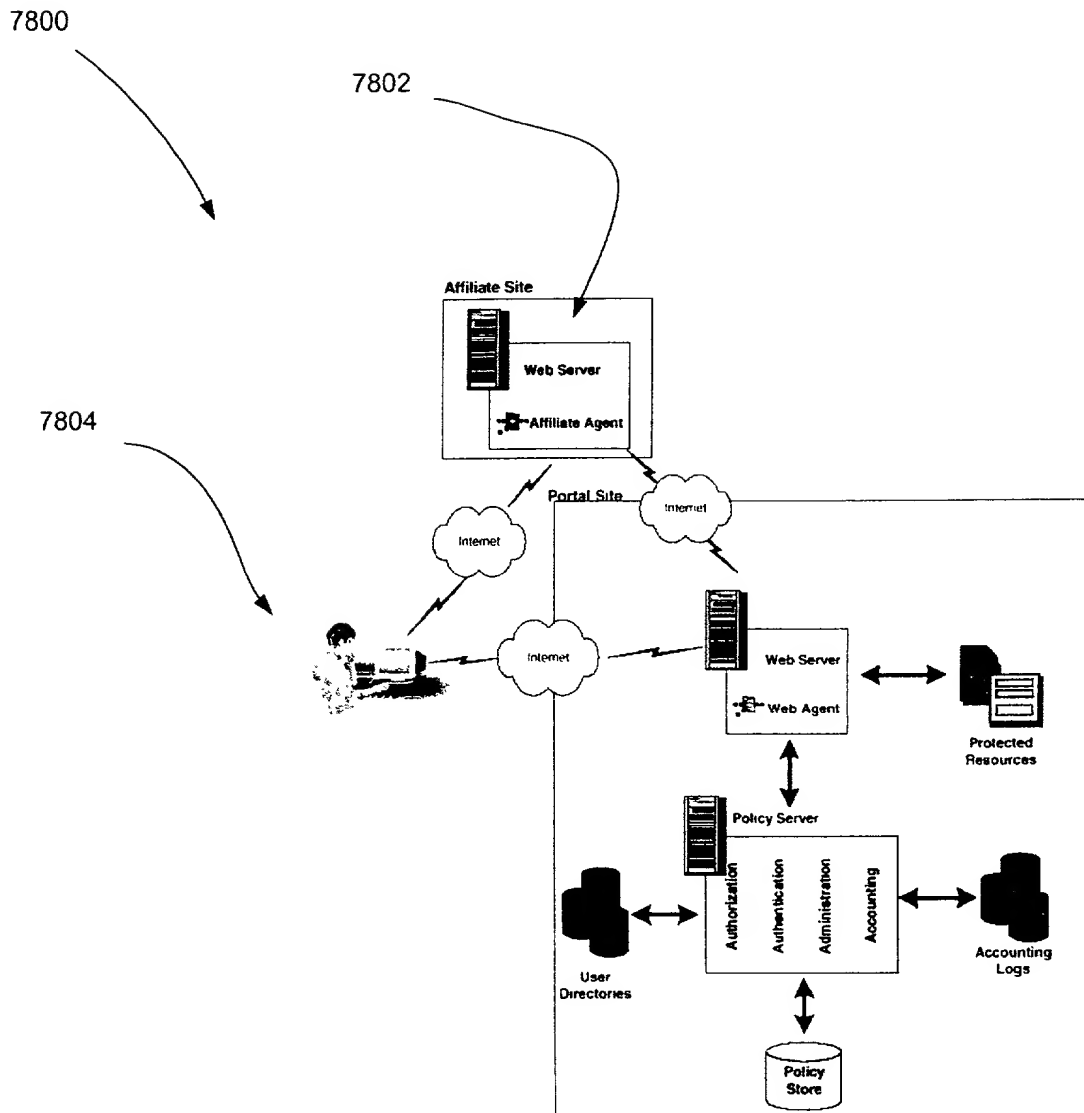 7800
7802
Affiliate Site
Web Server
Affiliate Agent
7804
Portal Site
Internet
Internet
Internet
Web Server
Web Agent
Protected
Resources
Policy Server
Authorization
Authentication
Administration
Accounting
User
Directories
Accounting
Logs
Policy
Store